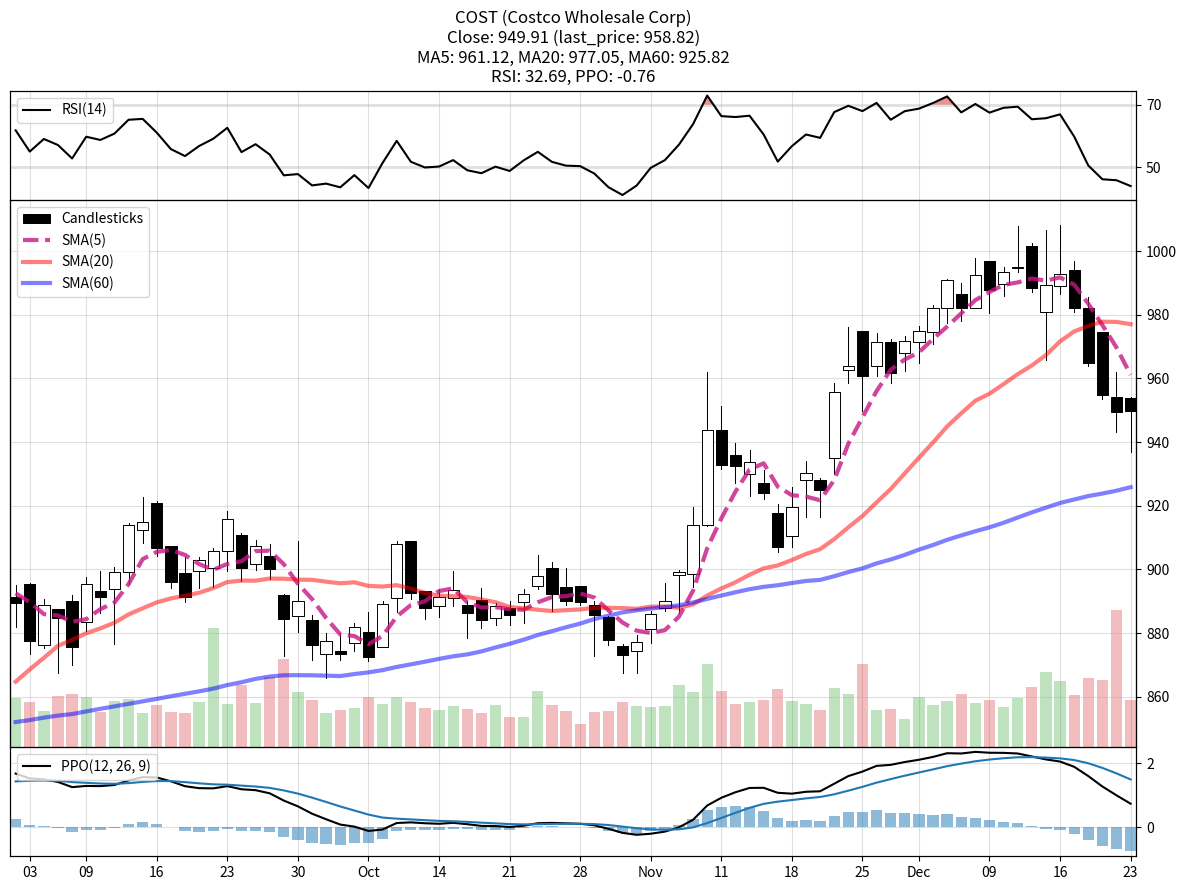 COST (Costco Wholesale Corp)
Close: 949.91 (last_price: 958.82)
MA5: 961.12, MA20: 977.05, MA60: 925.82
RSI: 32.69, PPO: -0.76
RSI(14)
70
50
Candlesticks
SMA(5)
SMA(20)
SMA(60)
1000
980
960
940
920
900
880
860
PPO(12, 26, 9)
2
0
03 09 16 23 30 Oct 14 21 28 Nov 11 18 25 Dec 09 16 23